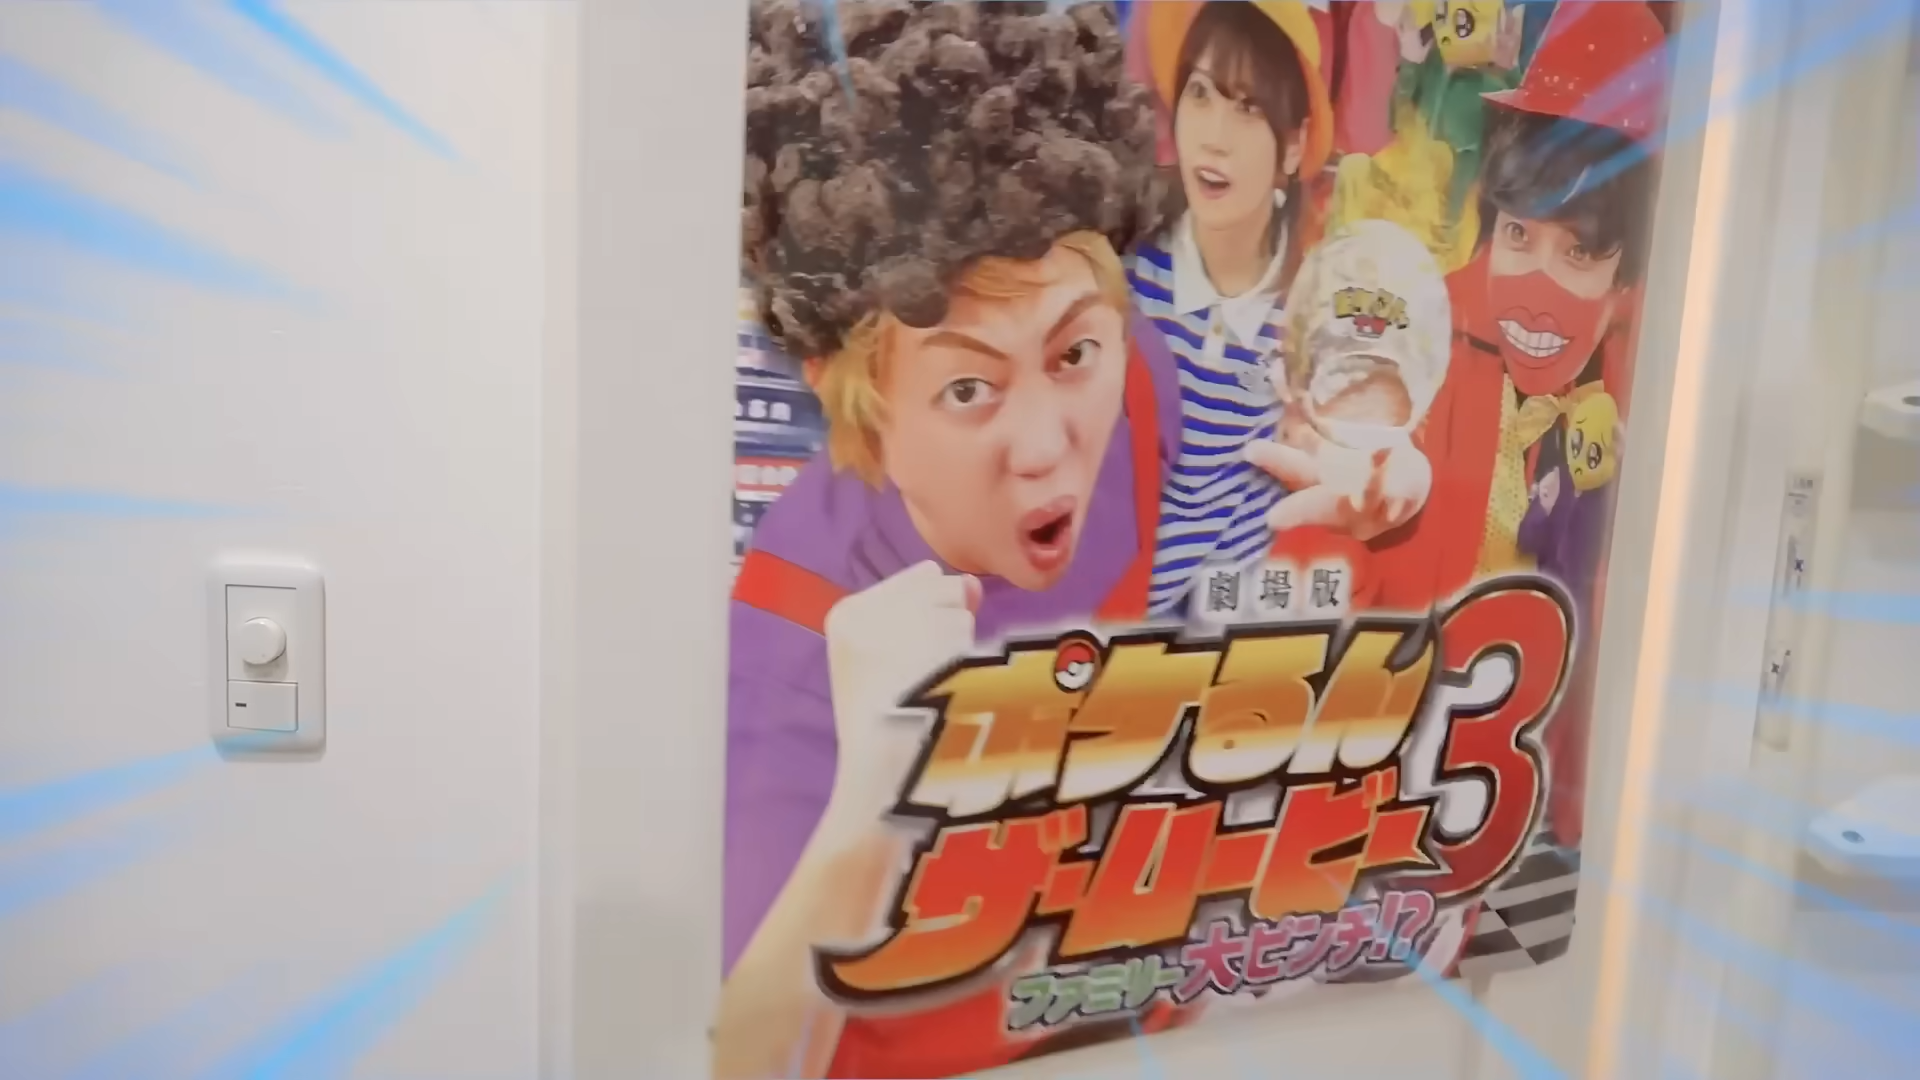 劇場版
ポケるん
ザ・ムービー3
ファミリー大ピンチ!?